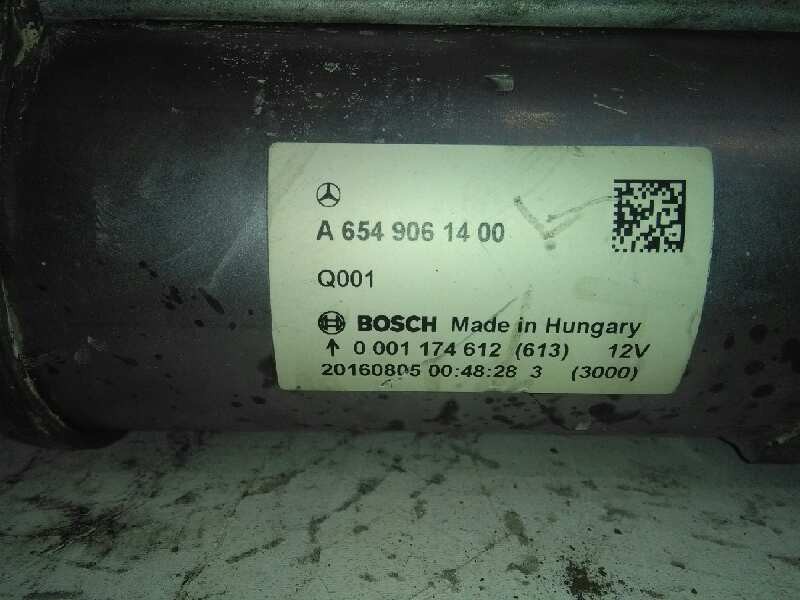 A 654 906 14 00
Q001
BOSCH Made in Hungary
↑ 0 001 174 612 (613) 12V
20160805 00:48:28 3 (3000)